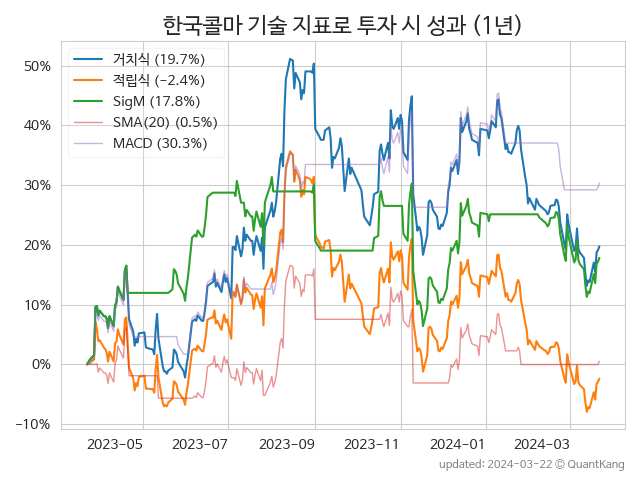 한국콜마 기술 지표로 투자 시 성과 (1년)
거치식 (19.7%)
적립식 (−2.4%)
SigM (17.8%)
SMA(20) (0.5%)
MACD (30.3%)
50%
40%
30%
20%
10%
0%
−10%
2023-05
2023-07
2023-09
2023-11
2024-01
2024-03
updated: 2024-03-22 © QuantKang